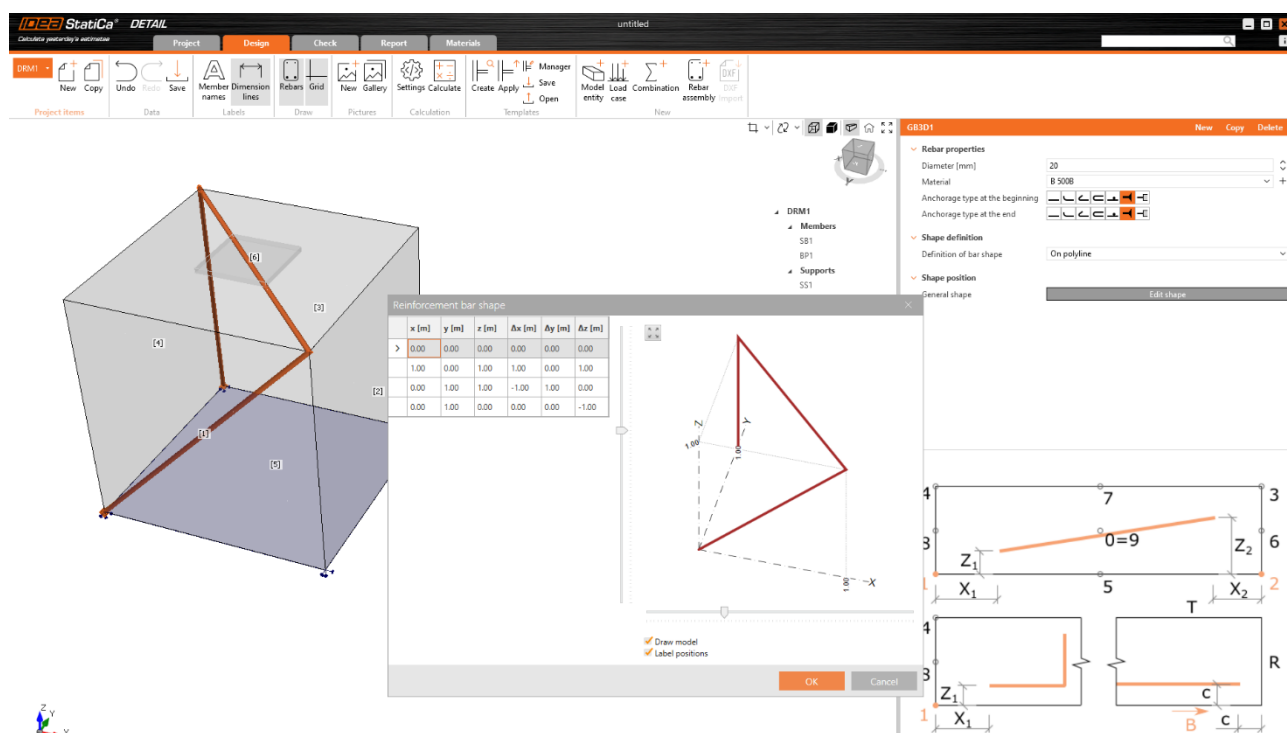 IDEA StatiCa® DETAIL
untitled
Calculate yesterday's estimates
Project Design Check Report Materials
DRM1 New Copy Undo Redo Save Member names Dimension lines Rebars Grid New Gallery Settings Calculate Create Apply Manager Save Open Model entity Load case Combination Rebar assembly DXF Import
Project items Data Labels Draw Pictures Calculation Templates New
GB3D1 New Copy Delete
Rebar properties
Diameter [mm] 20
Material B 500B
Anchorage type at the beginning
Anchorage type at the end
Shape definition
Definition of bar shape On polyline
Shape position
General shape Edit shape
DRM1
Members
SB1
BP1
Supports
SS1
[6]
[3]
[4]
[2]
[1]
[5]
Z
Y
X
Reinforcement bar shape
x [m] y [m] z [m] Δx [m] Δy [m] Δz [m]
0.00 0.00 0.00 0.00 0.00 0.00
1.00 0.00 1.00 1.00 0.00 1.00
0.00 1.00 1.00 -1.00 1.00 0.00
0.00 1.00 0.00 0.00 0.00 -1.00
Z
Y
1.00
1.00
1.00
X
Draw model
Label positions
OK Cancel
4 7 3
8 0=9 6
Z1 Z2
1 X1 5 X2 2
T
4
8 R
Z1 c
1 X1 B c